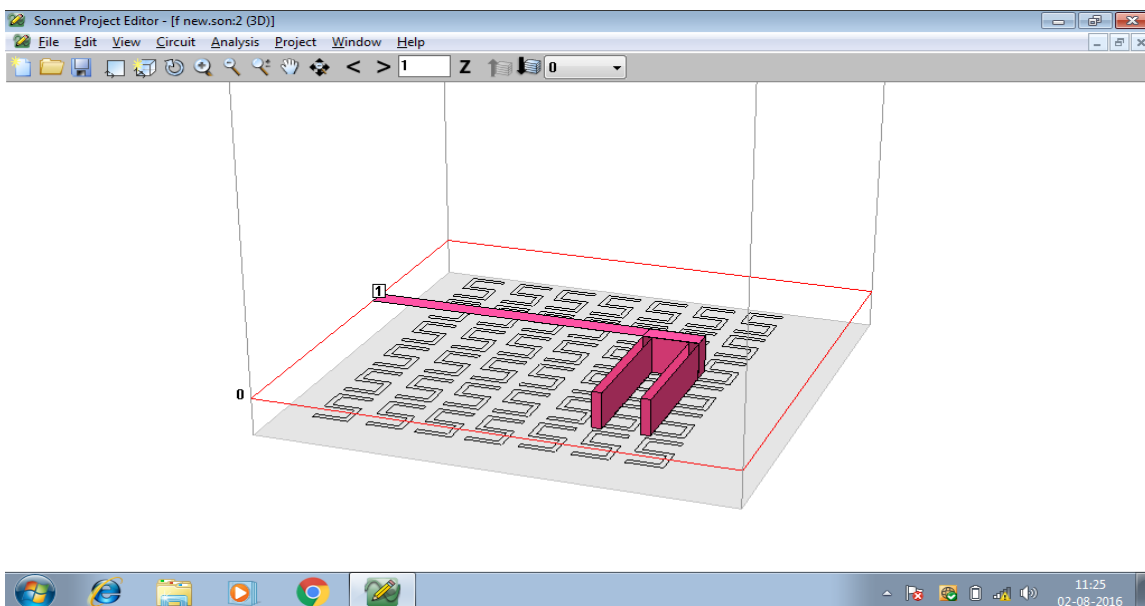 Sonnet Project Editor - [f new.son:2 (3D)]
File Edit View Circuit Analysis Project Window Help
< > 1 Z 0
1
0
11:25
02-08-2016